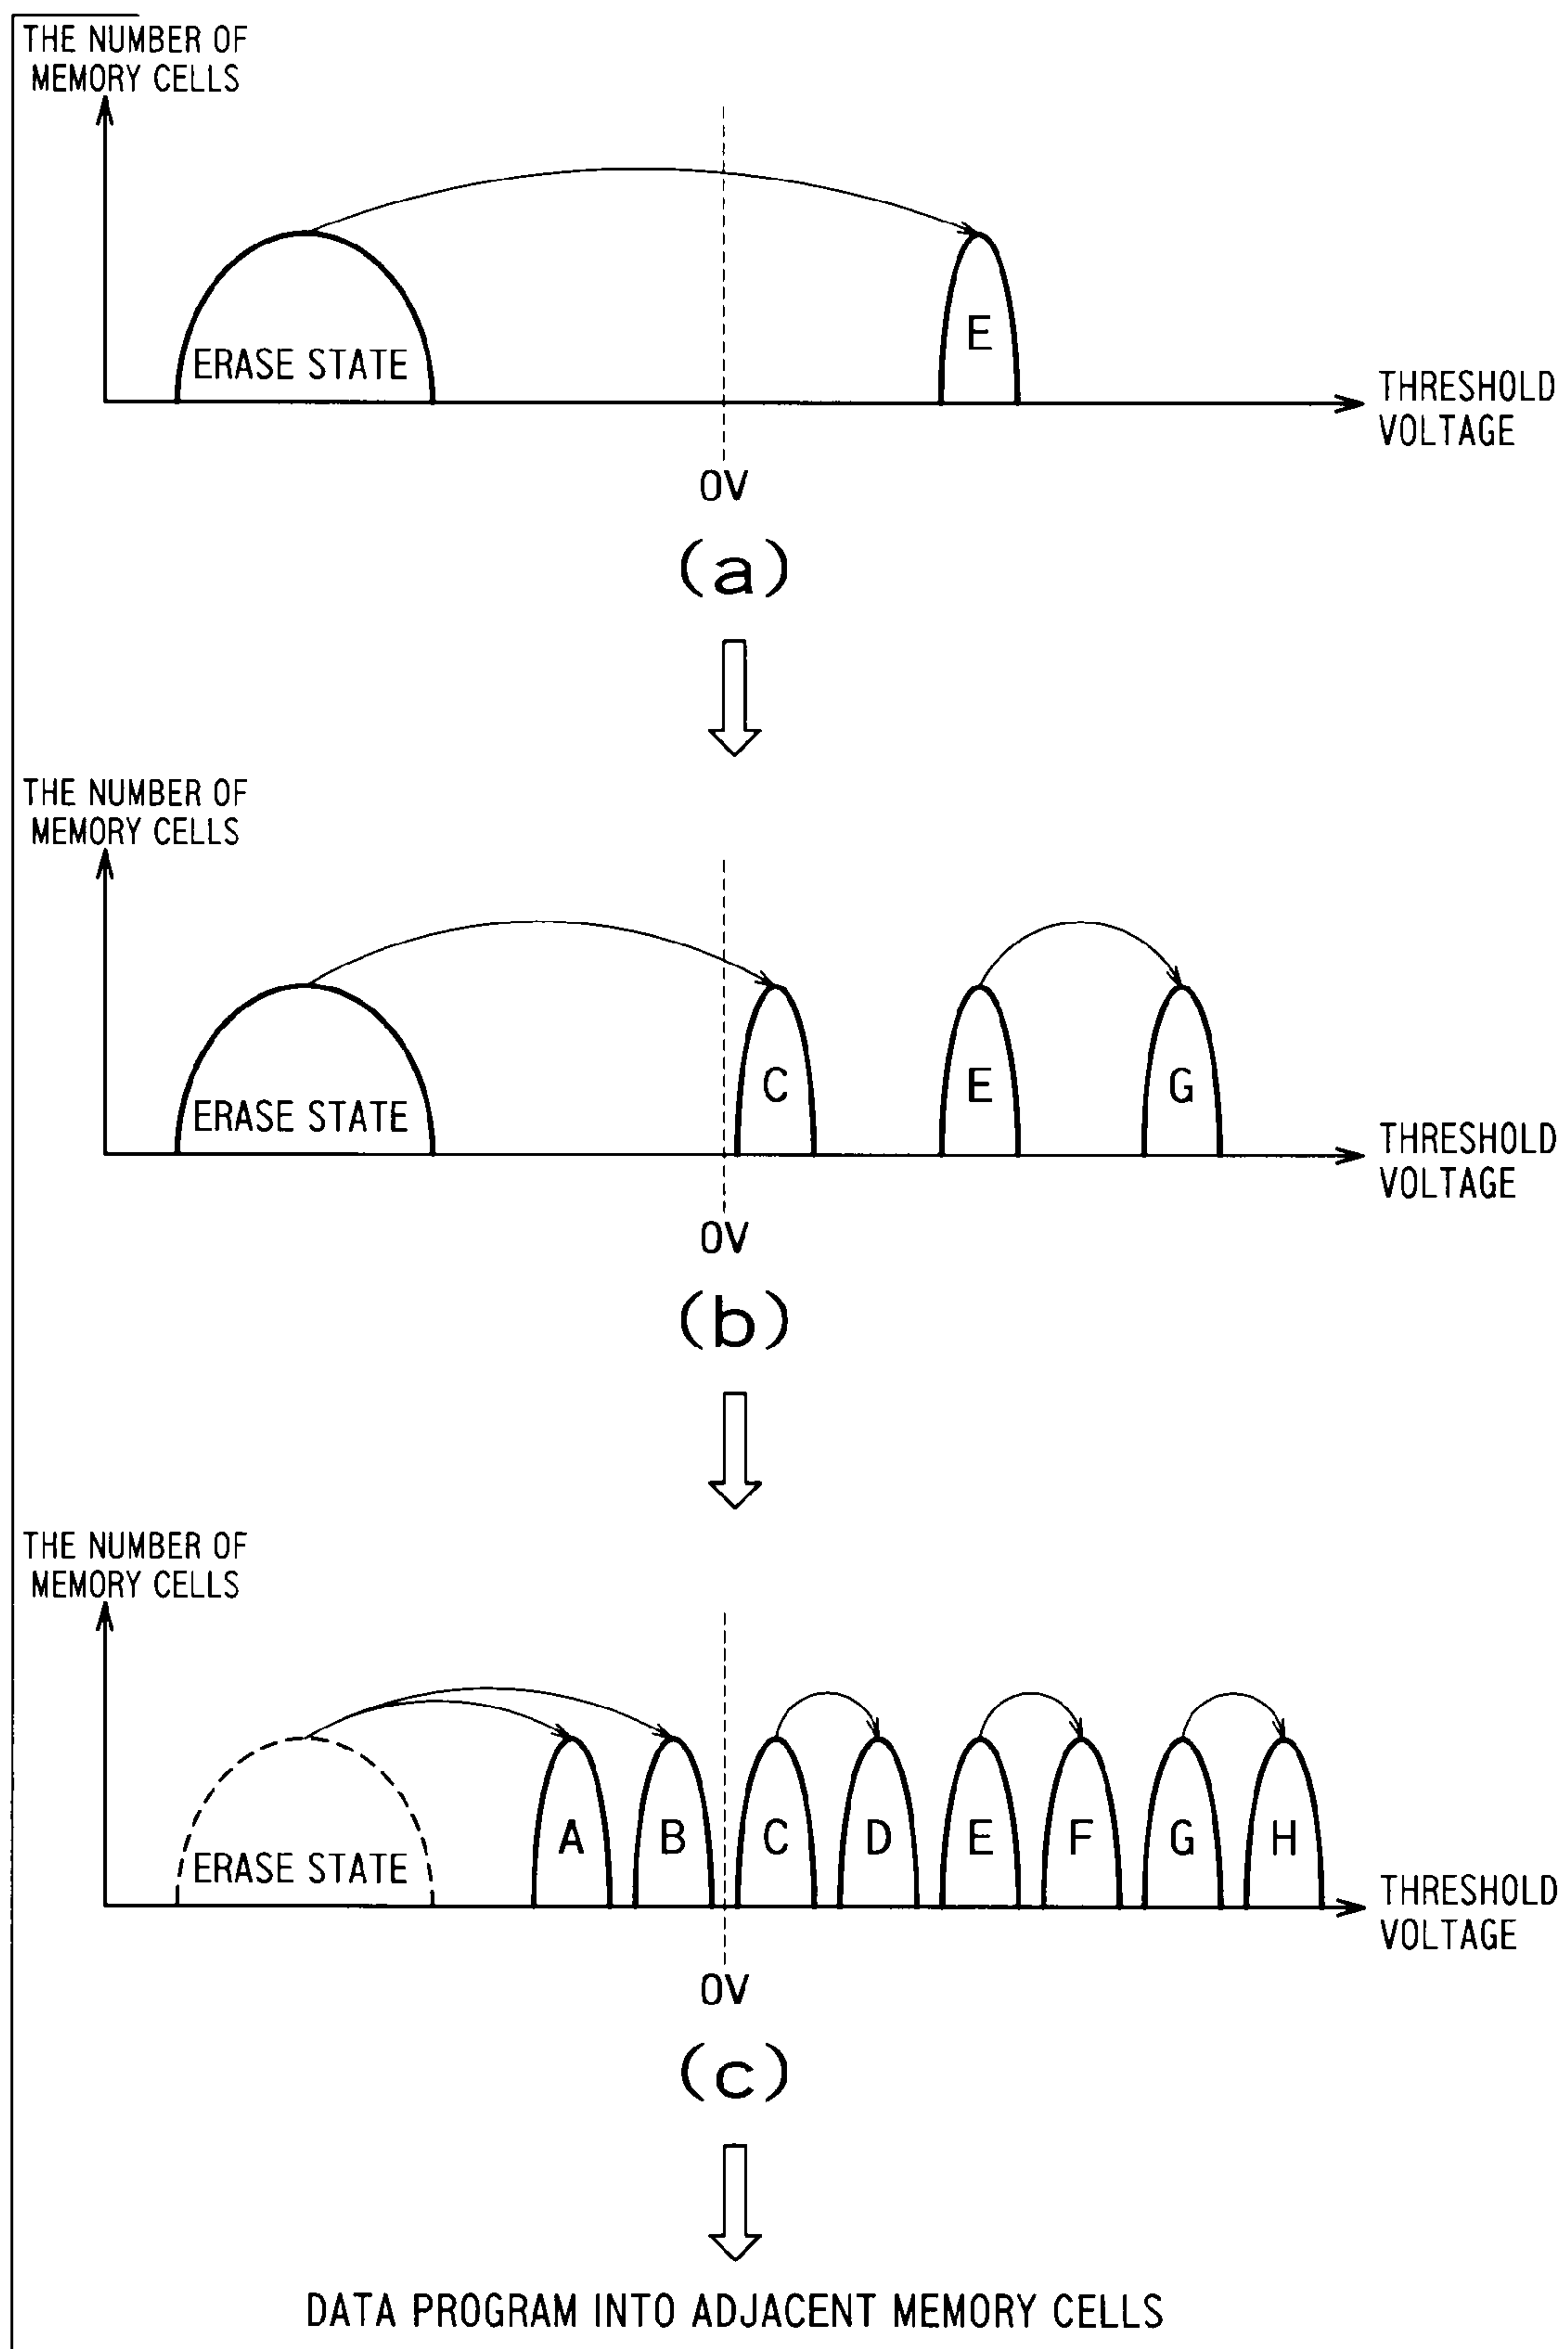 THE NUMBER OF
MEMORY CELLS
E
ERASE STATE
THRESHOLD
VOLTAGE
0V
(a)
THE NUMBER OF
MEMORY CELLS
C E G
ERASE STATE
THRESHOLD
VOLTAGE
0V
(b)
THE NUMBER OF
MEMORY CELLS
A B C D E F G H
ERASE STATE
THRESHOLD
VOLTAGE
0V
(c)
DATA PROGRAM INTO ADJACENT MEMORY CELLS